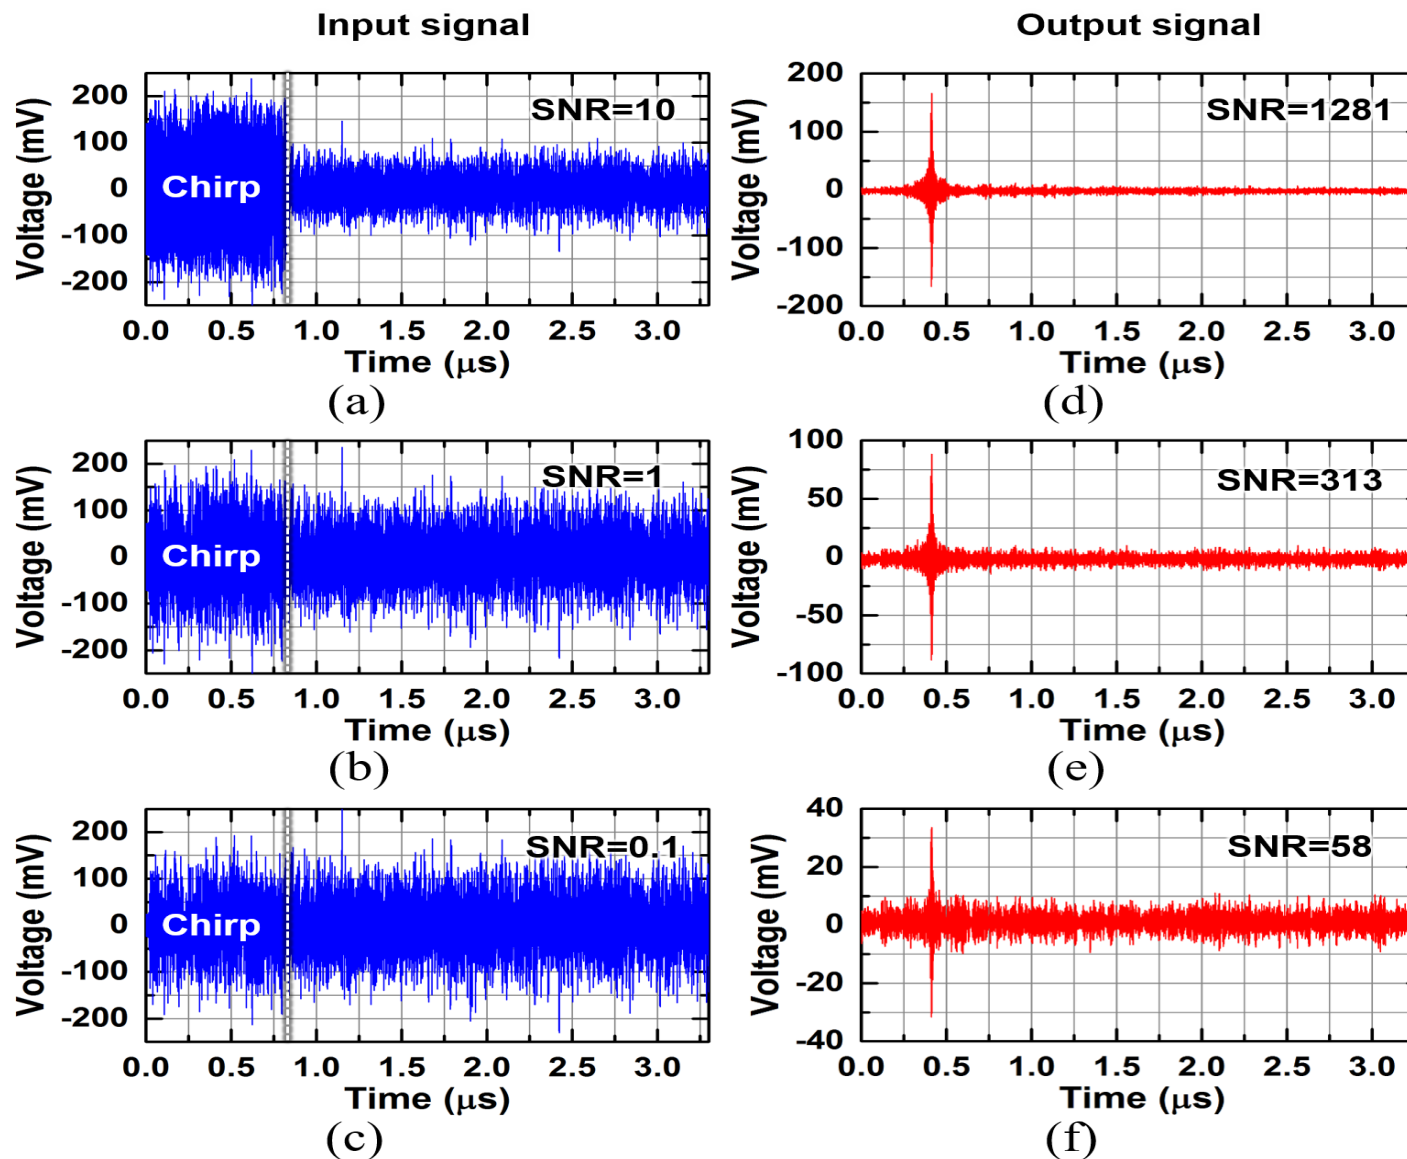 Input signal
Output signal
200
100
0
-100
-200
Voltage (mV)
Chirp
SNR=10
0.0 0.5 1.0 1.5 2.0 2.5 3.0
Time (μs)
(a)
200
100
0
-100
-200
Voltage (mV)
SNR=1281
0.0 0.5 1.0 1.5 2.0 2.5 3.0
Time (μs)
(d)
200
100
0
-100
-200
Voltage (mV)
Chirp
SNR=1
0.0 0.5 1.0 1.5 2.0 2.5 3.0
Time (μs)
(b)
100
50
0
-50
-100
Voltage (mV)
SNR=313
0.0 0.5 1.0 1.5 2.0 2.5 3.0
Time (μs)
(e)
200
100
0
-100
-200
Voltage (mV)
Chirp
SNR=0.1
0.0 0.5 1.0 1.5 2.0 2.5 3.0
Time (μs)
(c)
40
20
0
-20
-40
Voltage (mV)
SNR=58
0.0 0.5 1.0 1.5 2.0 2.5 3.0
Time (μs)
(f)